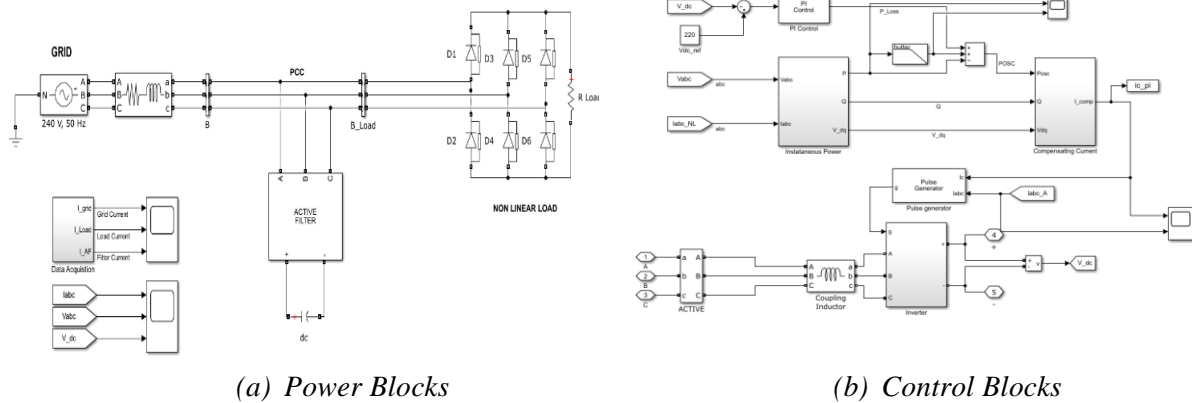 GRID
N
A
B
C
240 V, 50 Hz
A
B
C
a
b
c
B
PCC
B_Load
D1
D3
D5
D2
D4
D6
R Load
NON LINEAR LOAD
A
B
C
ACTIVE
FILTER
+
-
dc
I_grid
Grid Current
I_Load
Load Current
I_AF
Filter Current
Data Acquistion
Iabc
Vabc
V_dc
(a) Power Blocks
V_dc
220
Vdc_ref
PI
Control
PI Control
P_Loss
butter
POSC
Vabc
abc
Iabc_NL
abc
Vabc
Iabc
P
Q
V_dq
Instataneous Power
Q
V_dq
Posc
Q
Vdq
I_comp
Compensating Current
ic_pi
Pulse
Generator
g
Ic
Iabc
Pulse generator
Iabc_A
1
A
2
B
3
C
a
b
c
A
B
C
ACTIVE
A
B
C
a
b
c
Coupling
Inductor
g
A
B
C
+
-
Inverter
4
+
5
-
+
-
v
V_dc
(b) Control Blocks